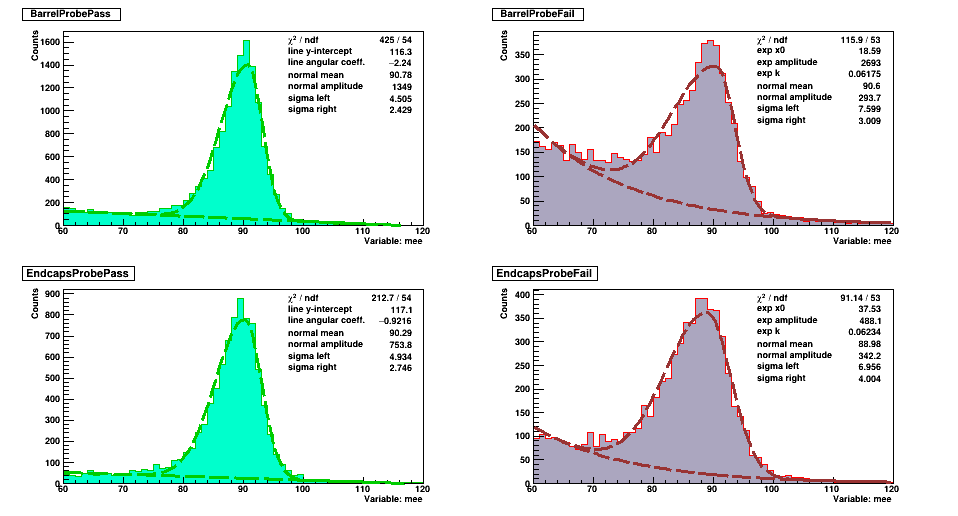 BarrelProbePass
Counts
χ² / ndf 425 / 54
line y-intercept 116.3
line angular coeff. −2.24
normal mean 90.78
normal amplitude 1349
sigma left 4.505
sigma right 2.429
1600
1400
1200
1000
800
600
400
200
0
60 70 80 90 100 110 120
Variable: mee
BarrelProbeFail
Counts
χ² / ndf 115.9 / 53
exp x0 18.59
exp amplitude 2693
exp k 0.06175
normal mean 90.6
normal amplitude 293.7
sigma left 7.599
sigma right 3.009
350
300
250
200
150
100
50
0
60 70 80 90 100 110 120
Variable: mee
EndcapsProbePass
Counts
χ² / ndf 212.7 / 54
line y-intercept 117.1
line angular coeff. −0.9216
normal mean 90.29
normal amplitude 753.8
sigma left 4.934
sigma right 2.746
900
800
700
600
500
400
300
200
100
0
60 70 80 90 100 110 120
Variable: mee
EndcapsProbeFail
Counts
χ² / ndf 91.14 / 53
exp x0 37.53
exp amplitude 488.1
exp k 0.06234
normal mean 88.98
normal amplitude 342.2
sigma left 6.956
sigma right 4.004
400
350
300
250
200
150
100
50
0
60 70 80 90 100 110 120
Variable: mee